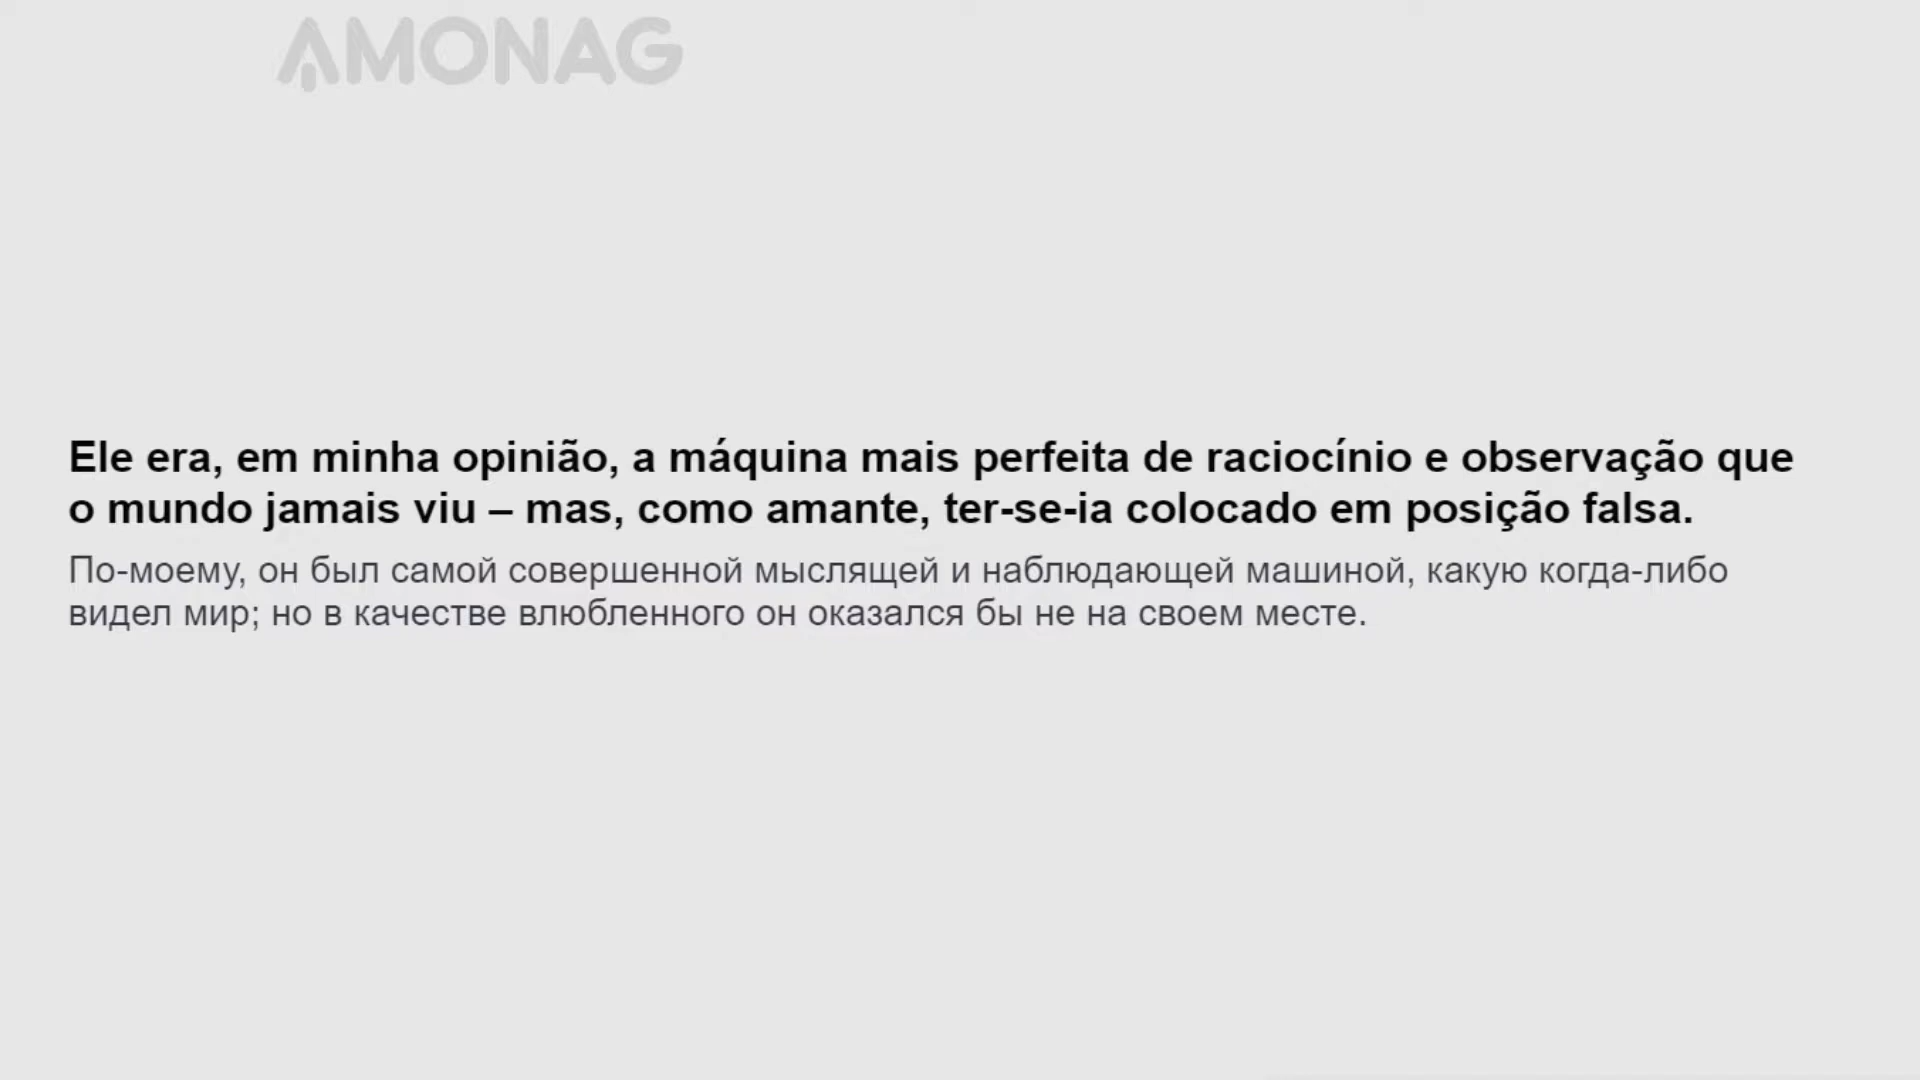 AMONAG
Ele era, em minha opinião, a máquina mais perfeita de raciocínio e observação que
o mundo jamais viu – mas, como amante, ter-se-ia colocado em posição falsa.
По-моему, он был самой совершенной мыслящей и наблюдающей машиной, какую когда-либо
видел мир; но в качестве влюбленного он оказался бы не на своем месте.